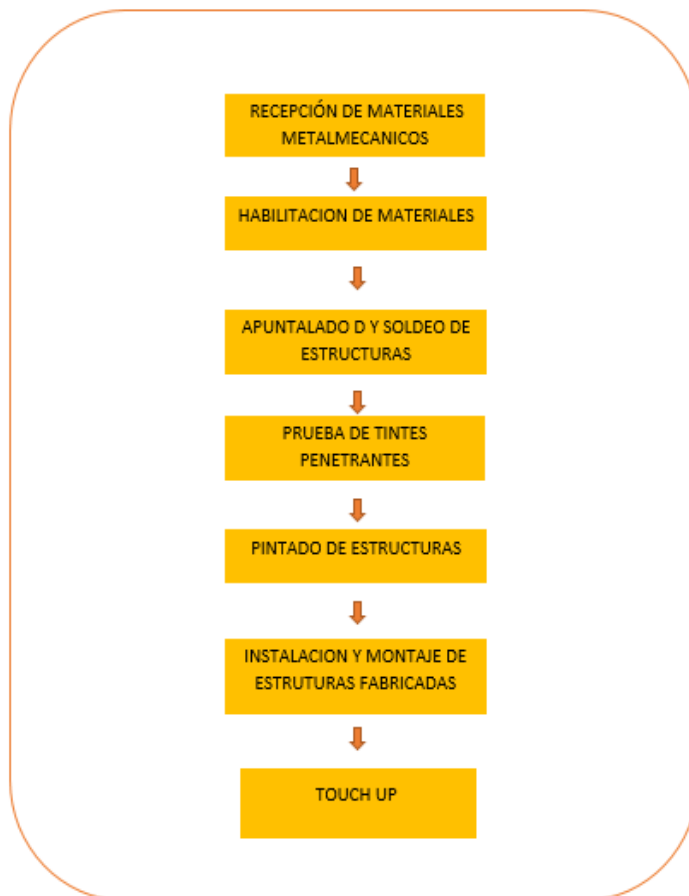 RECEPCIÓN DE MATERIALES
METALMECANICOS
HABILITACION DE MATERIALES
APUNTALADO D Y SOLDEO DE
ESTRUCTURAS
PRUEBA DE TINTES
PENETRANTES
PINTADO DE ESTRUCTURAS
INSTALACION Y MONTAJE DE
ESTRUTURAS FABRICADAS
TOUCH UP